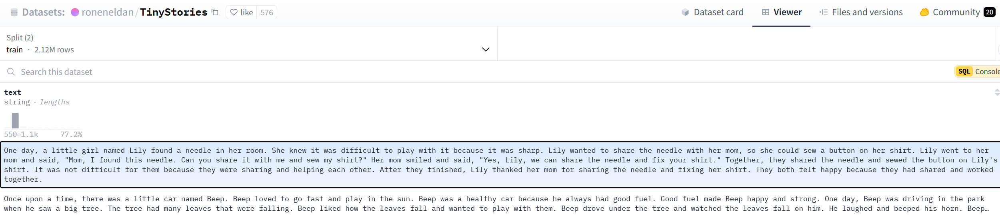 Datasets: roneneldan/TinyStories like 576 Dataset card Viewer Files and versions Community 20
Split (2)
train · 2.12M rows
Search this dataset SQL Console
text
string · lengths
550↔1.1k 77.2%
One day, a little girl named Lily found a needle in her room. She knew it was difficult to play with it because it was sharp. Lily wanted to share the needle with her mom, so she could sew a button on her shirt. Lily went to her
mom and said, "Mom, I found this needle. Can you share it with me and sew my shirt?" Her mom smiled and said, "Yes, Lily, we can share the needle and fix your shirt." Together, they shared the needle and sewed the button on Lily's
shirt. It was not difficult for them because they were sharing and helping each other. After they finished, Lily thanked her mom for sharing the needle and fixing her shirt. They both felt happy because they had shared and worked
together.
Once upon a time, there was a little car named Beep. Beep loved to go fast and play in the sun. Beep was a healthy car because he always had good fuel. Good fuel made Beep happy and strong. One day, Beep was driving in the park
when he saw a big tree. The tree had many leaves that were falling. Beep liked how the leaves fall and wanted to play with them. Beep drove under the tree and watched the leaves fall on him. He laughed and beeped his horn. Beep…